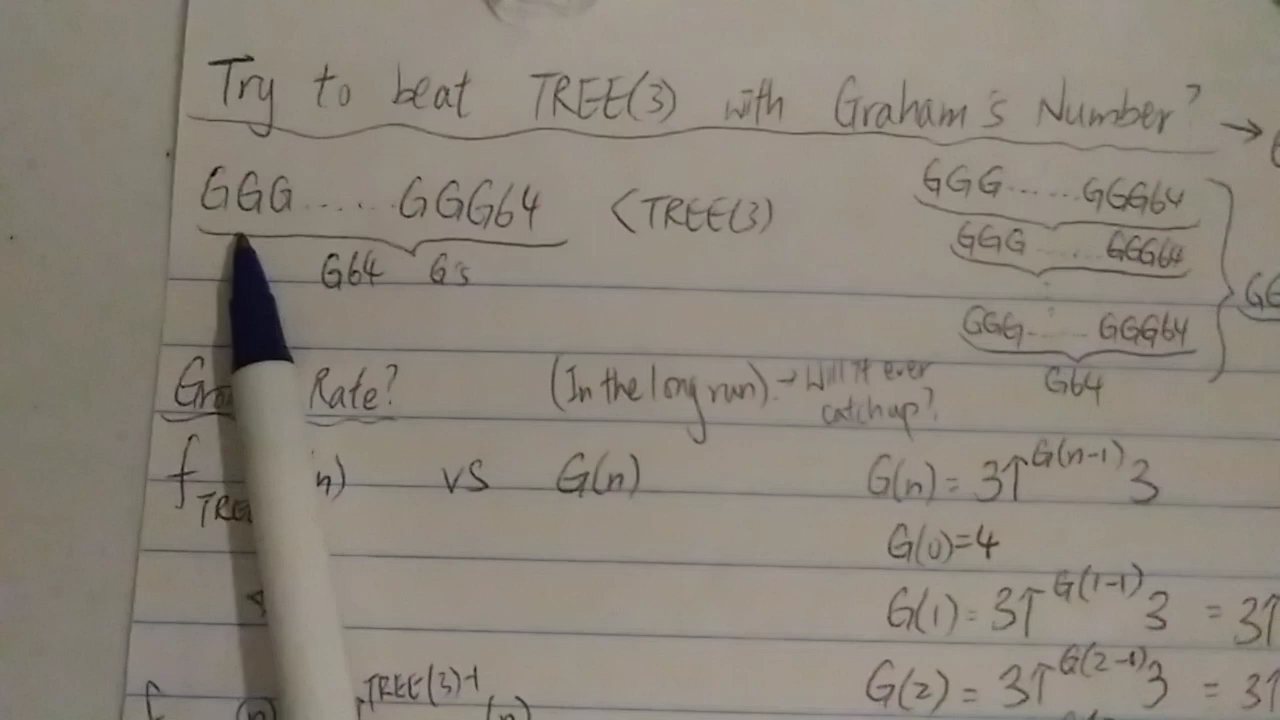 Try to beat TREE(3) with Graham's Number? →
GGG......GGGG64 <TREE(3)
G64 G's
GGG......GGG64
GGG ..... GGG64
GGG......GGG64
G64
Rate? (In the long run) → Will it ever
catch up?
f n) VS G(n) G(n) = 3↑^G(n-1) 3
G(0)=4
G(1) = 3↑^G(1-1) 3 = 3↑
G(2) = 3↑^G(2-1) 3 = 3↑
TREE(3)-1
(n)